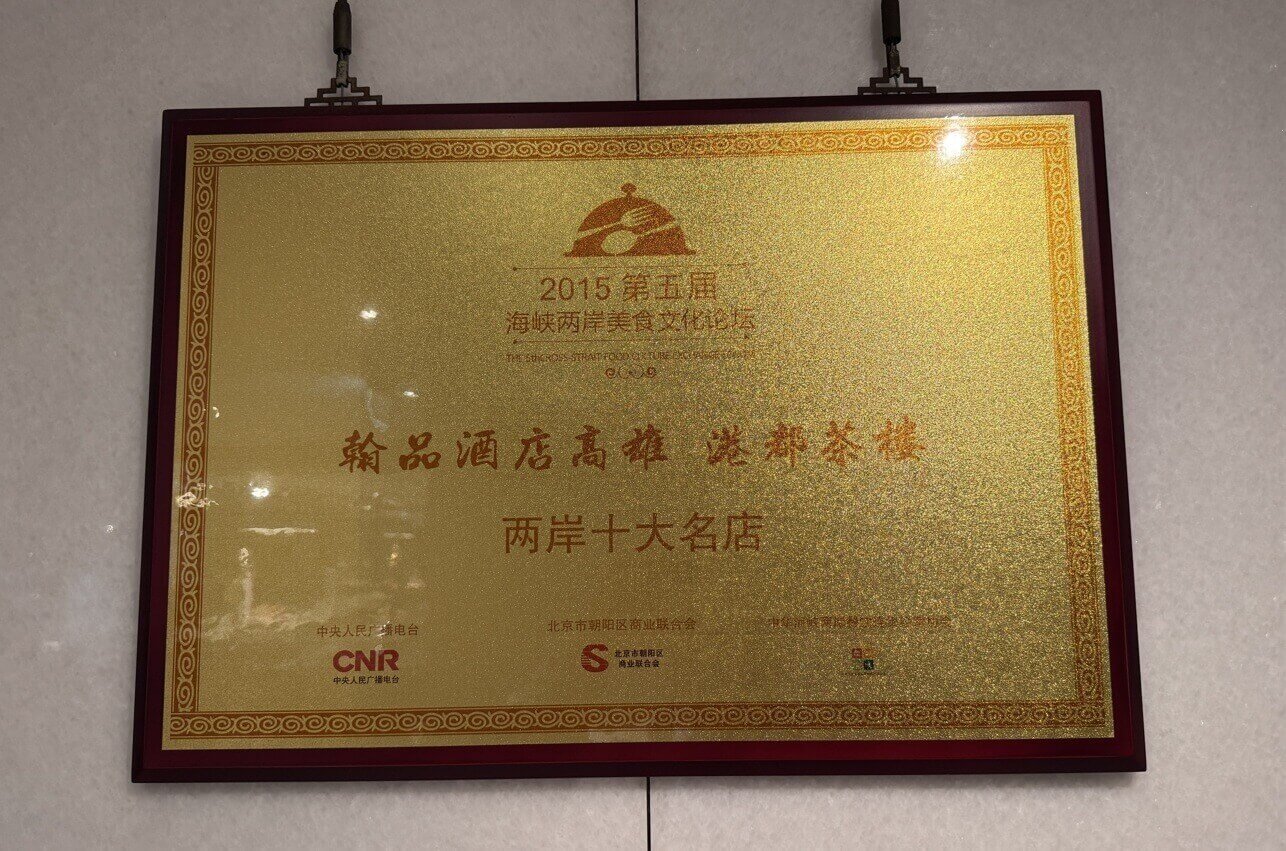 2015 第五届
海峡两岸美食文化论坛
翰品酒店高雄 港都茶楼
两岸十大名店
中央人民广播电台
CNR
中央人民广播电台
北京市朝阳区商业联合会
北京市朝阳区
商业联合会